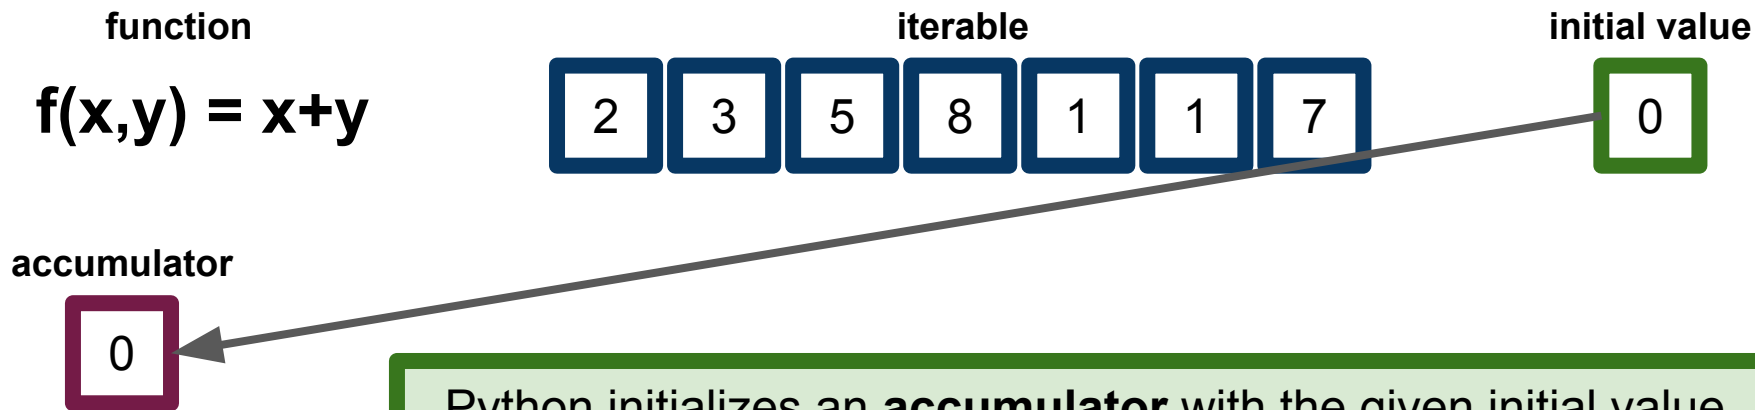 function
iterable
initial value
f(x,y) = x+y
2 3 5 8 1 1 7
0
accumulator
0
Python initializes an accumulator with the given initial value